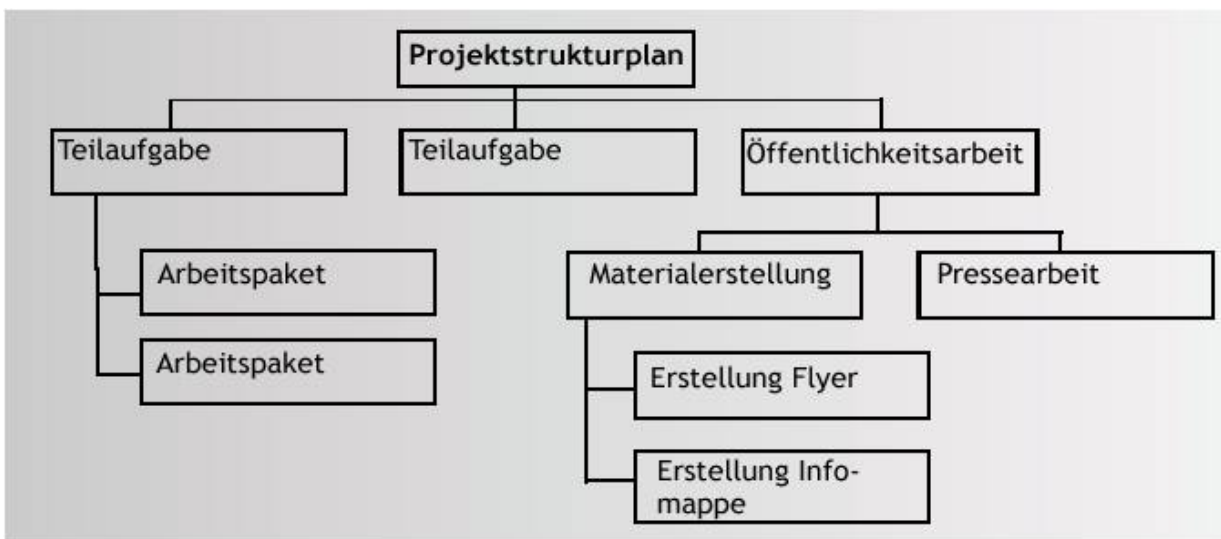 Projektstrukturplan
Teilaufgabe
Teilaufgabe
Öffentlichkeitsarbeit
Arbeitspaket
Arbeitspaket
Materialerstellung
Pressearbeit
Erstellung Flyer
Erstellung Info-
mappe